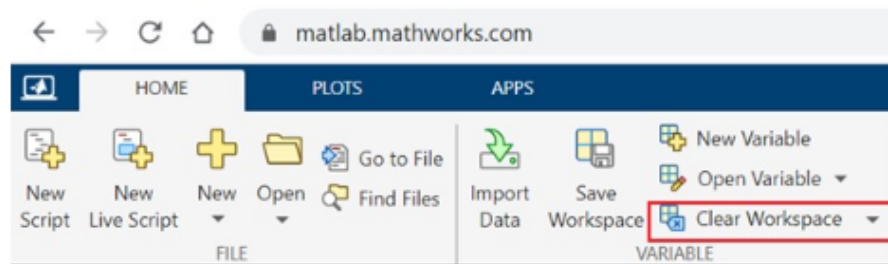 matlab.mathworks.com
HOME PLOTS APPS
New Script
New Live Script
New
Open
Go to File
Find Files
FILE
Import Data
Save Workspace
New Variable
Open Variable
Clear Workspace
VARIABLE